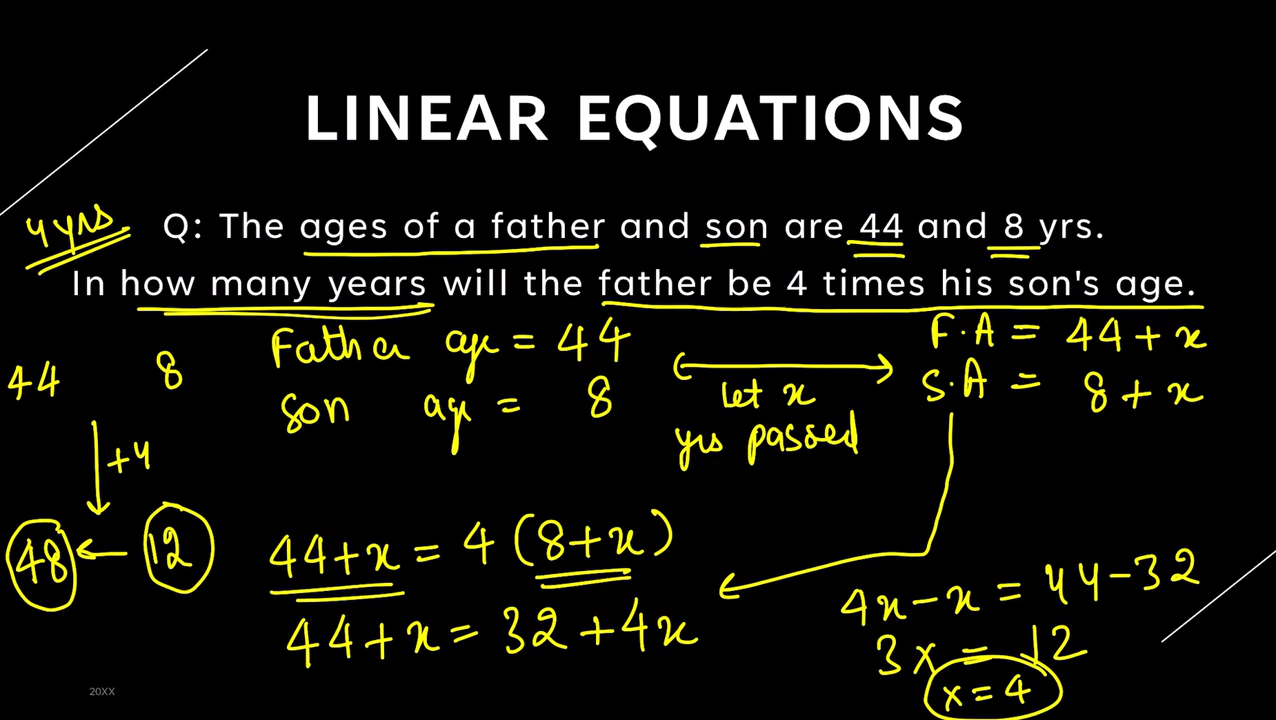 LINEAR EQUATIONS
4 yrs
Q: The ages of a father and son are 44 and 8 yrs.
In how many years will the father be 4 times his son's age.
Father age = 44
son age = 8
let x
yrs passed
F.A = 44 + x
S.A = 8 + x
44 8
+4
48 ← 12
44+x = 4 (8+x)
44+x = 32 +4x
4x - x = 44-32
3x = 12
x = 4
20XX